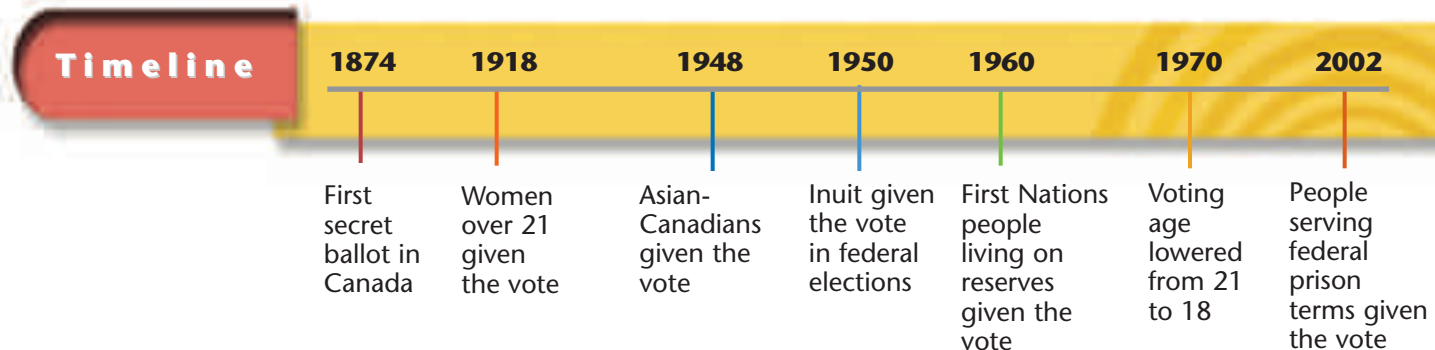 Timeline
1874 1918 1948 1950 1960 1970 2002
First
secret
ballot in
Canada
Women
over 21
given
the vote
Asian-
Canadians
given the
vote
Inuit given
the vote
in federal
elections
First Nations
people
living on
reserves
given the
vote
Voting
age
lowered
from 21
to 18
People
serving
federal
prison
terms given
the vote